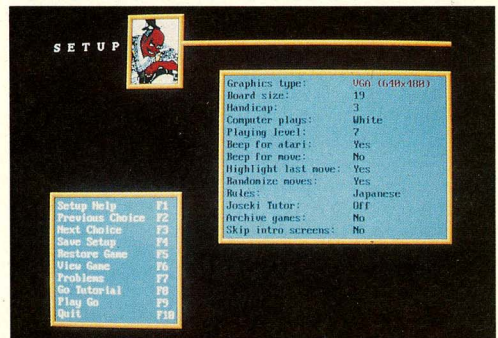 SETUP
Graphics type: VGA (640x480)
Board size: 19
Handicap: 3
Computer plays: White
Playing level: 7
Beep for atari: Yes
Beep for move: No
Highlight last move: Yes
Randomize moves: Yes
Rules: Japanese
Joseki Tutor: Off
Archive games: No
Skip intro screens: No
Setup Help F1
Previous Choice F2
Next Choice F3
Save Setup F4
Restore Game F5
View Game F6
Problems F7
Go Tutorial F8
Play Go F9
Quit F10